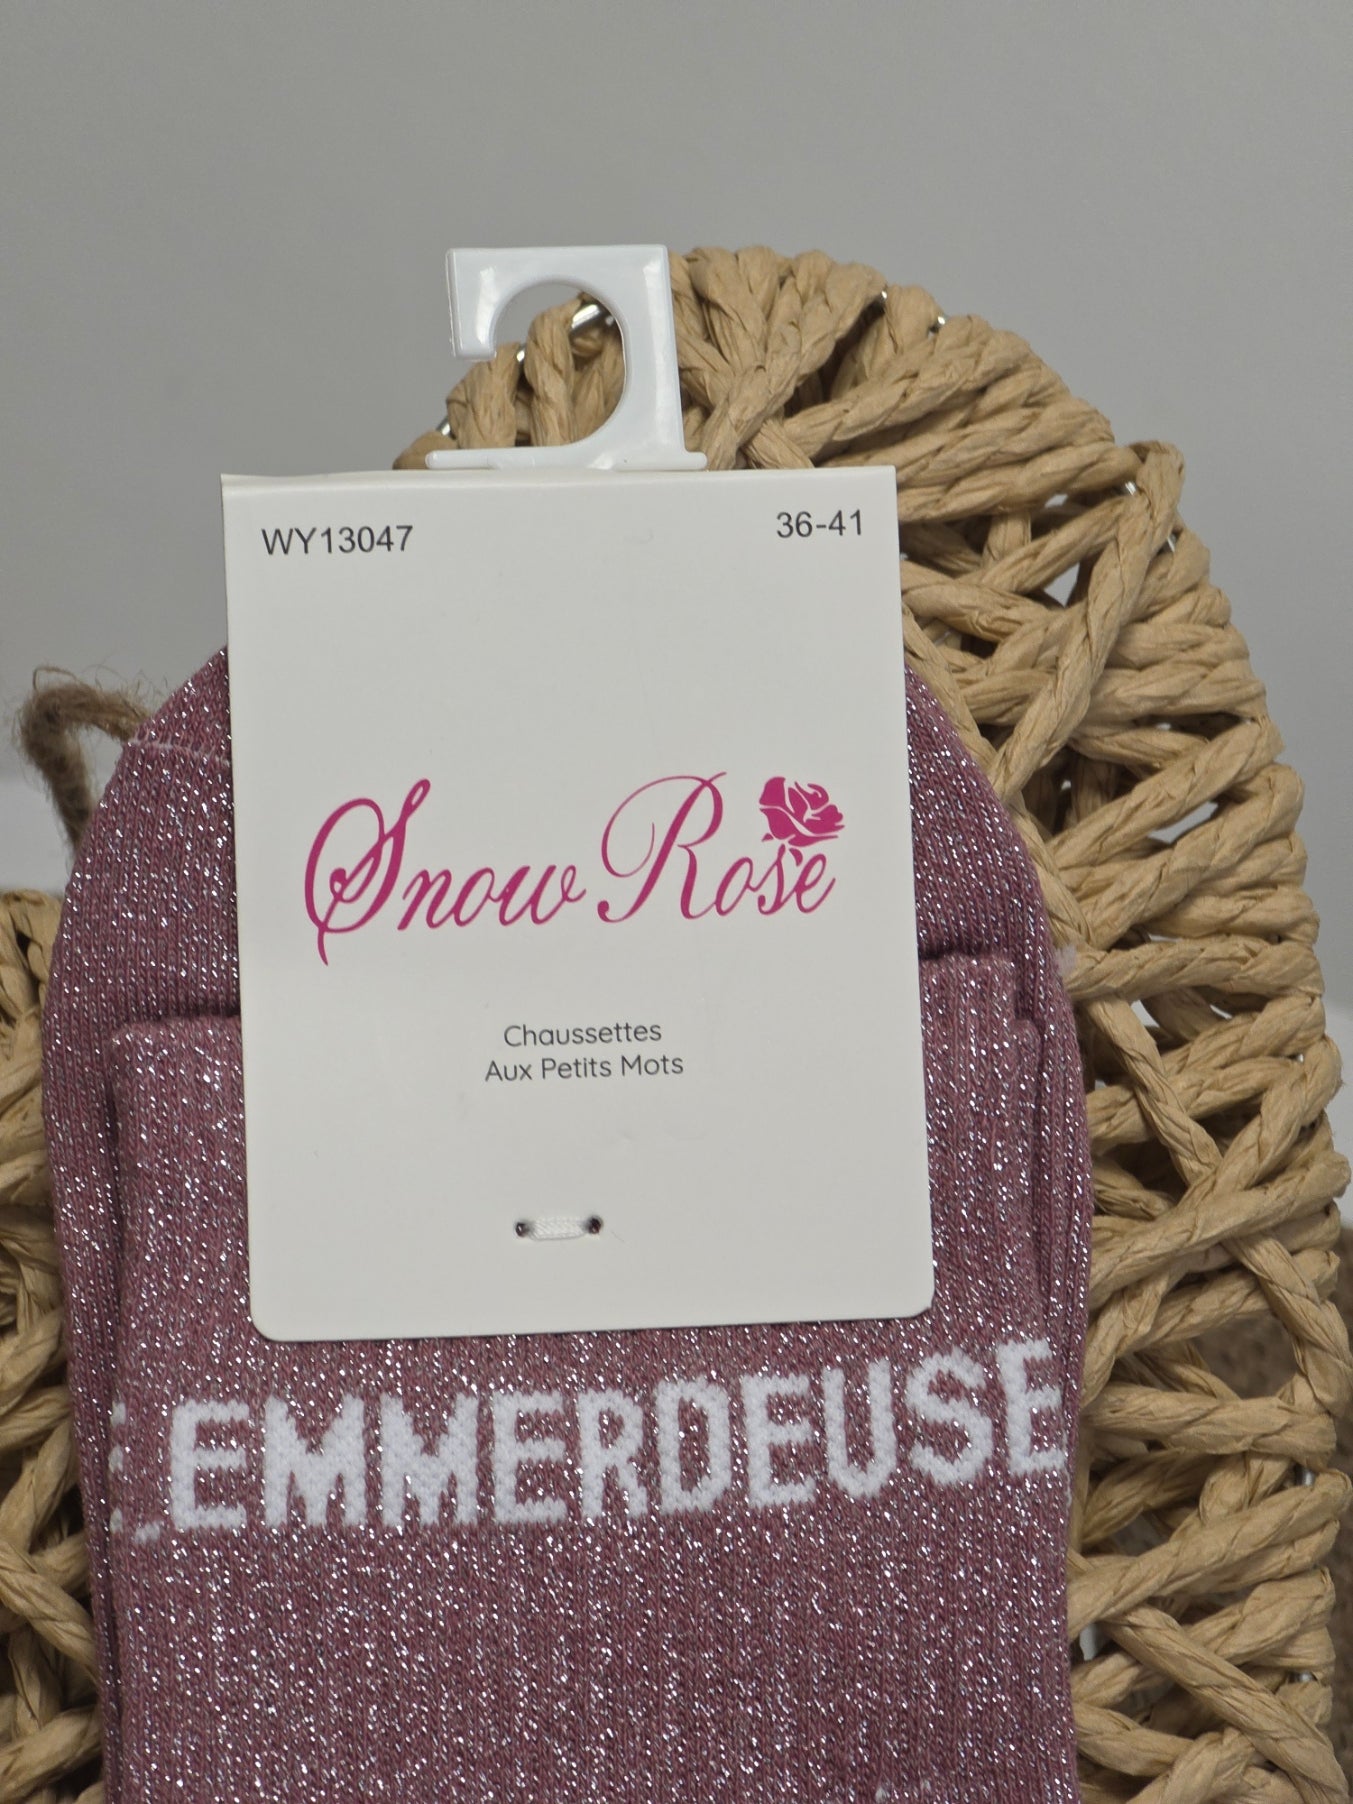 WY13047 36-41
Snow Rose
Chaussettes
Aux Petits Mots
EMMERDEUSE